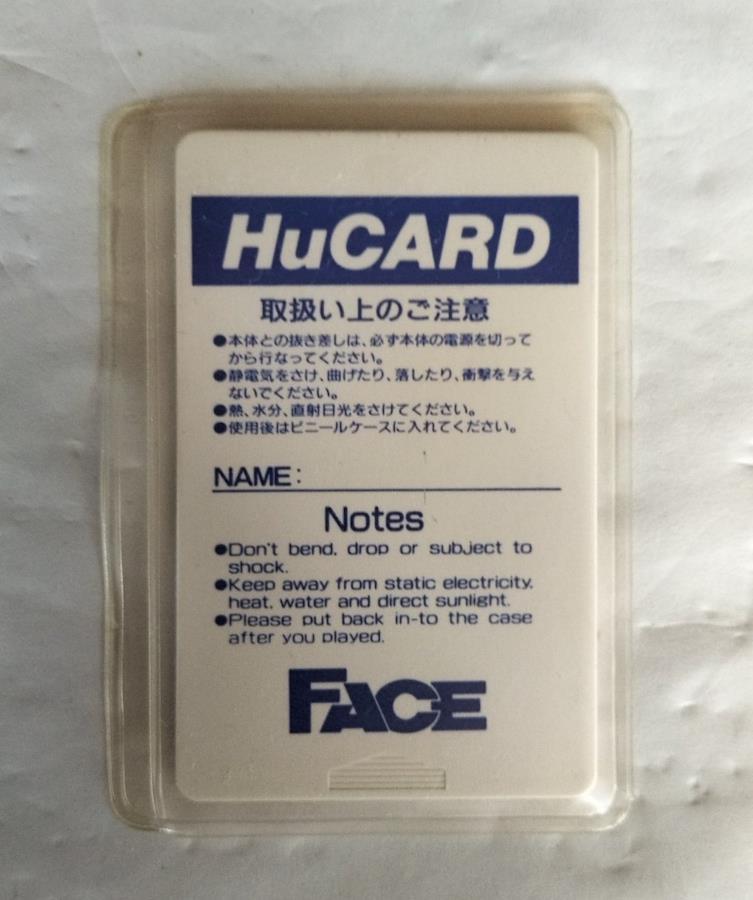 HuCARD
取扱い上のご注意
●本体との抜き差しは、必ず本体の電源を切って
から行なってください。
●静電気をさけ、曲げたり、落したり、衝撃を与え
ないでください。
●熱、水分、直射日光をさけてください。
●使用後はビニールケースに入れてください。
NAME:
Notes
●Don't bend, drop or subject to
shock.
●Keep away from static electricity,
heat, water and direct sunlight.
●Please put back in-to the case
after you played.
FACE